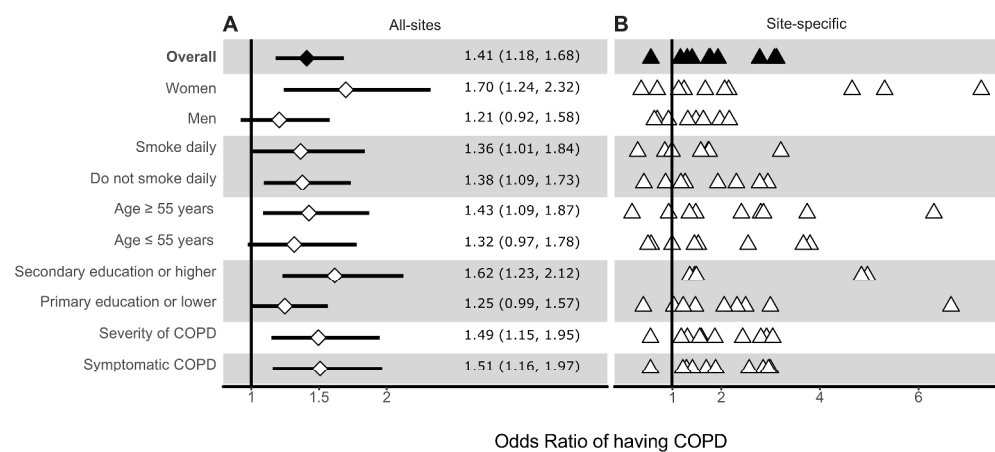 A All-sites B Site-specific
Overall 1.41 (1.18, 1.68)
Women 1.70 (1.24, 2.32)
Men 1.21 (0.92, 1.58)
Smoke daily 1.36 (1.01, 1.84)
Do not smoke daily 1.38 (1.09, 1.73)
Age ≥ 55 years 1.43 (1.09, 1.87)
Age ≤ 55 years 1.32 (0.97, 1.78)
Secondary education or higher 1.62 (1.23, 2.12)
Primary education or lower 1.25 (0.99, 1.57)
Severity of COPD 1.49 (1.15, 1.95)
Symptomatic COPD 1.51 (1.16, 1.97)
1 1.5 2 1 2 4 6
Odds Ratio of having COPD